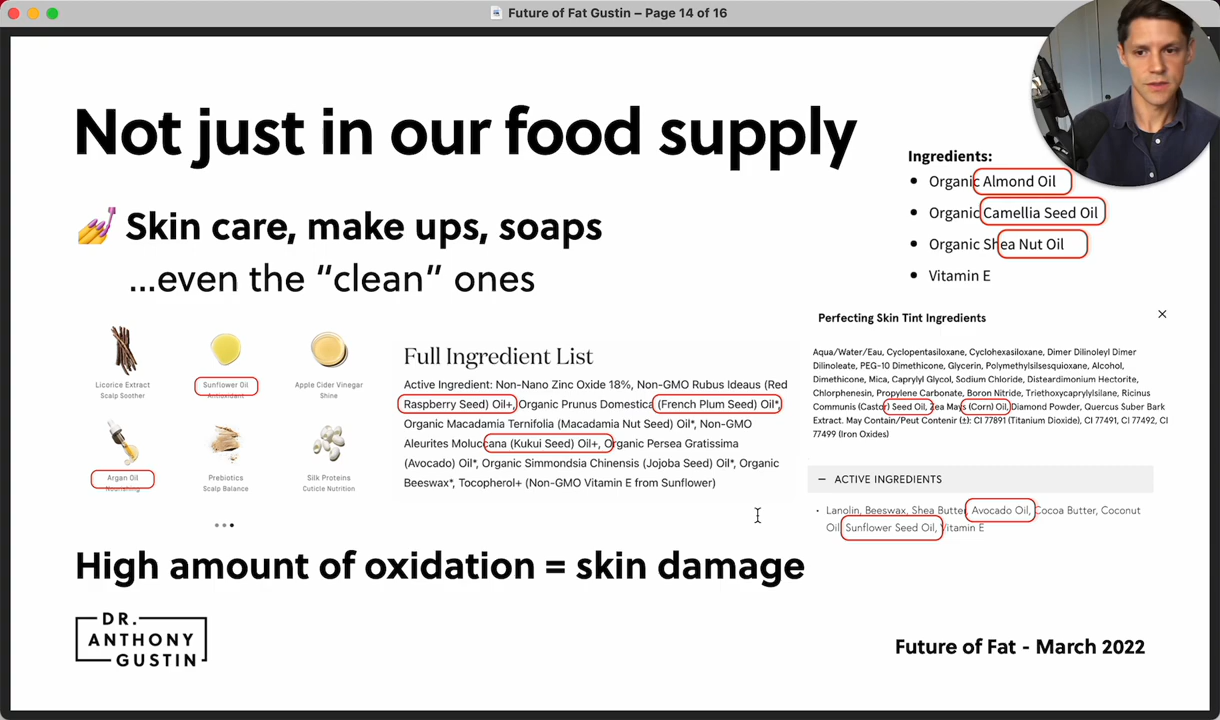 Future of Fat Gustin – Page 14 of 16
Not just in our food supply
💅 Skin care, make ups, soaps
...even the “clean” ones
Licorice Extract
Scalp Soother
Sunflower Oil
Antioxidant
Apple Cider Vinegar
Shine
Argan Oil
Nourishing
Prebiotics
Scalp Balance
Silk Proteins
Cuticle Nutrition
Full Ingredient List
Active Ingredient: Non-Nano Zinc Oxide 18%, Non-GMO Rubus Ideaus (Red
Raspberry Seed) Oil+, Organic Prunus Domestica (French Plum Seed) Oil*,
Organic Macadamia Ternifolia (Macadamia Nut Seed) Oil*, Non-GMO
Aleurites Moluccana (Kukui Seed) Oil+, Organic Persea Gratissima
(Avocado) Oil*, Organic Simmondsia Chinensis (Jojoba Seed) Oil*, Organic
Beeswax*, Tocopherol+ (Non-GMO Vitamin E from Sunflower)
Ingredients:
• Organic Almond Oil
• Organic Camellia Seed Oil
• Organic Shea Nut Oil
• Vitamin E
Perfecting Skin Tint Ingredients
Aqua/Water/Eau, Cyclopentasiloxane, Cyclohexasiloxane, Dimer Dilinoleyl Dimer
Dilinoleate, PEG-10 Dimethicone, Glycerin, Polymethylsilsesquioxane, Alcohol,
Dimethicone, Mica, Caprylyl Glycol, Sodium Chloride, Disteardimonium Hectorite,
Chlorphenesin, Propylene Carbonate, Boron Nitride, Triethoxycaprylylsilane, Ricinus
Communis (Castor) Seed Oil, Zea Mays (Corn) Oil, Diamond Powder, Quercus Suber Bark
Extract. May Contain/Peut Contenir (±): CI 77891 (Titanium Dioxide), CI 77491, CI 77492, CI
77499 (Iron Oxides)
– ACTIVE INGREDIENTS
• Lanolin, Beeswax, Shea Butter, Avocado Oil, Cocoa Butter, Coconut
Oil, Sunflower Seed Oil, Vitamin E
High amount of oxidation = skin damage
DR.
ANTHONY
GUSTIN
Future of Fat - March 2022